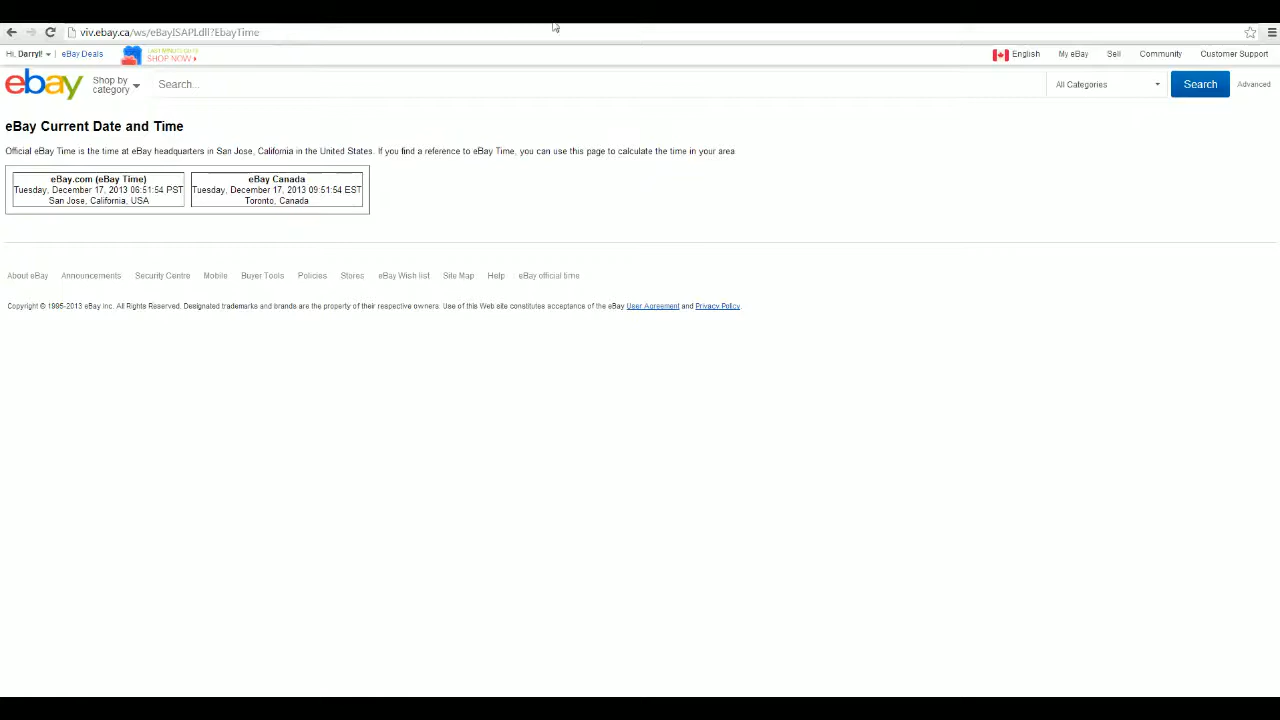 viv.ebay.ca/ws/eBayISAPI.dll?EbayTime
Hi, Darryl! eBay Deals LAST MINUTE GIFTS English My eBay Sell Community Customer Support
SHOP NOW
ebay Shop by category Search... All Categories Search Advanced
eBay Current Date and Time
Official eBay Time is the time at eBay headquarters in San Jose, California in the United States. If you find a reference to eBay Time, you can use this page to calculate the time in your area
eBay.com (eBay Time)
Tuesday, December 17, 2013 06:51:54 PST
San Jose, California, USA
eBay Canada
Tuesday, December 17, 2013 09:51:54 EST
Toronto, Canada
About eBay Announcements Security Centre Mobile Buyer Tools Policies Stores eBay Wish list Site Map Help eBay official time
Copyright © 1995-2013 eBay Inc. All Rights Reserved. Designated trademarks and brands are the property of their respective owners. Use of this Web site constitutes acceptance of the eBay User Agreement and Privacy Policy.